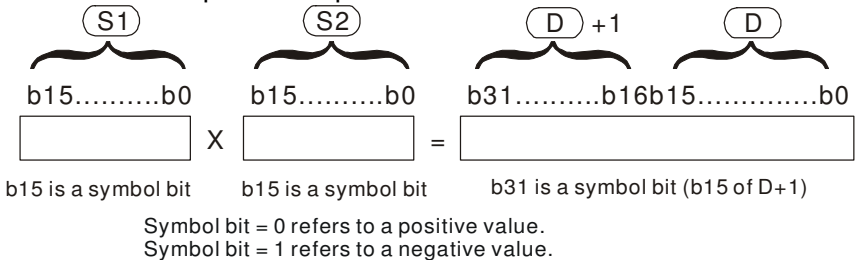 S1 S2 D +1 D
b15..........b0 b15..........b0 b31..........b16b15..............b0
X =
b15 is a symbol bit b15 is a symbol bit b31 is a symbol bit (b15 of D+1)
Symbol bit = 0 refers to a positive value.
Symbol bit = 1 refers to a negative value.